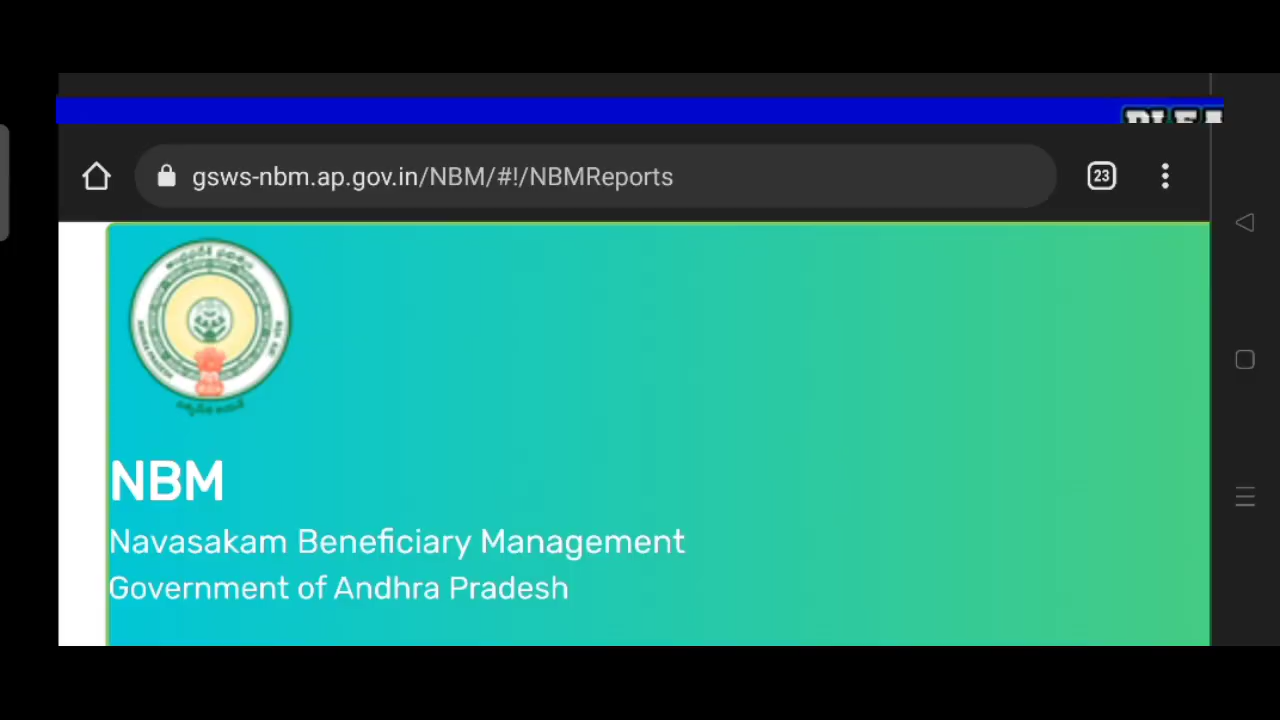 gsws-nbm.ap.gov.in/NBM/#!/NBMReports
23
NBM
Navasakam Beneficiary Management
Government of Andhra Pradesh